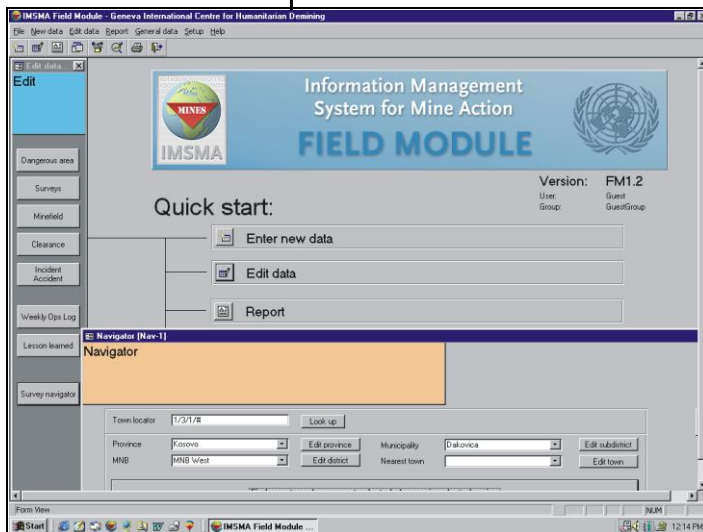 IMSMA Field Module - Geneva International Centre for Humanitarian Demining
File New data Edit data Report General data Setup Help
Edit data...
Edit
MINES
IMSMA
Information Management
System for Mine Action
FIELD MODULE
Version: FM1.2
User: Guest
Group: GuestGroup
Quick start:
Enter new data
Edit data
Report
Dangerous area
Surveys
Minefield
Clearance
Incident
Accident
Weekly Ops Log
Lesson learned
Survey navigator
Navigator [Nav-1]
Navigator
Town locator 1/3/1/# Look up
Province Kosovo Edit province Municipality Dakovica Edit subdistrict
MNB MNB West Edit district Nearest town Edit town
Form View NUM
Start IMSMA Field Module ... 12:14 PM